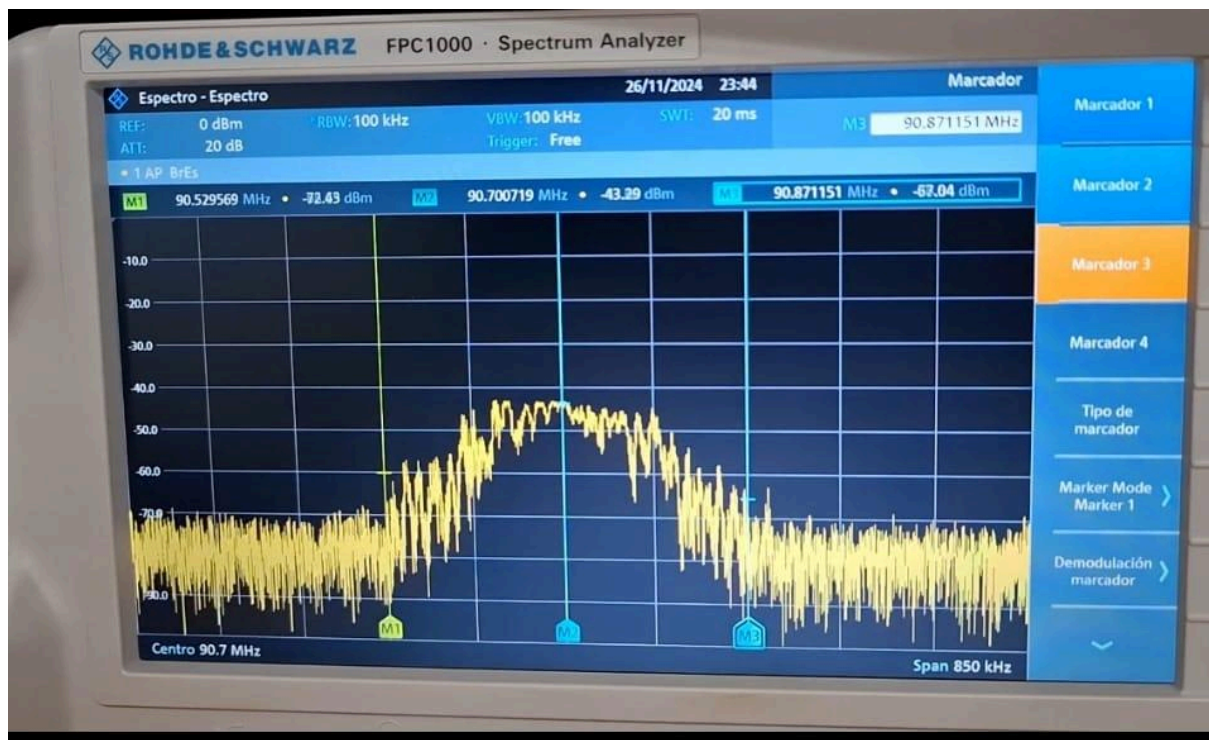 ROHDE & SCHWARZ FPC1000 · Spectrum Analyzer
Espectro - Espectro 26/11/2024 23:44 Marcador
REF: 0 dBm RBW: 100 kHz VBW: 100 kHz SWT: 20 ms M3 90.871151 MHz
ATT: 20 dB Trigger: Free
1 AP BrEs
M1 90.529569 MHz • dBm M2 90.700719 MHz • -43.29 dBm M3 90.871151 MHz • dBm
-10.0
-20.0
-30.0
-40.0
-50.0
-60.0
-70.0
M1 M2 M3
Centro 90.7 MHz Span 850 kHz
Marcador 1
Marcador 2
Marcador 3
Marcador 4
Tipo de
marcador
Marker Mode
Marker 1
Demodulación
marcador